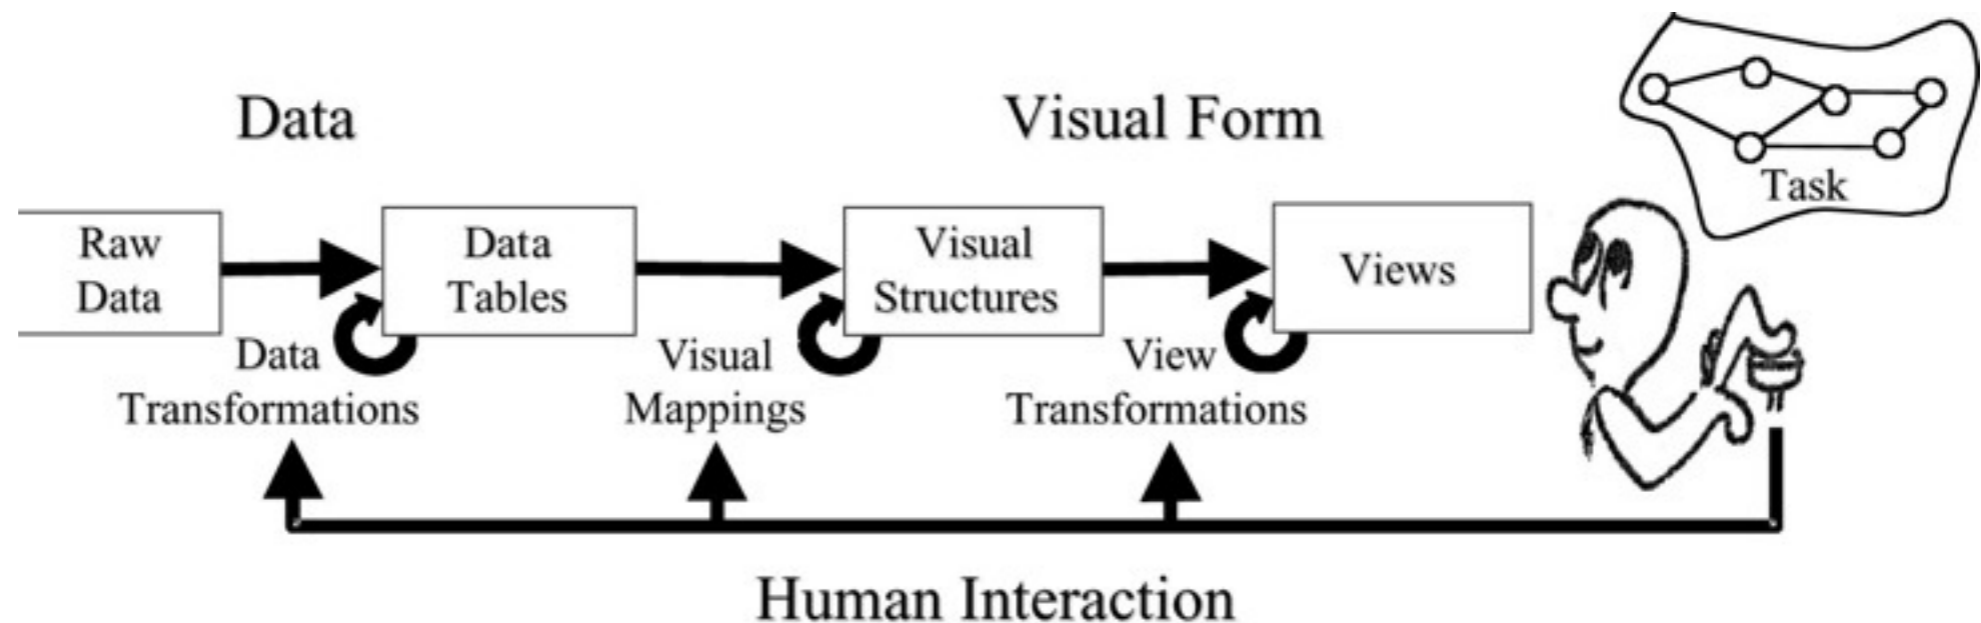 Data
Visual Form
Task
Raw
Data
Data
Tables
Visual
Structures
Views
Data
Transformations
Visual
Mappings
View
Transformations
Human Interaction